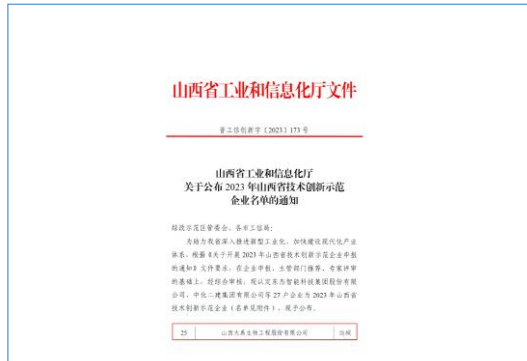 山西省工业和信息化厅文件
晋工信创新字〔2023〕173号
山西省工业和信息化厅
关于公布2023年山西省技术创新示范
企业名单的通知
综改示范区管委会、各市工信局：
为助力我省深入推进新型工业化，加快建设现代化产业
体系，根据《关于开展2023年山西省技术创新示范企业申报
的通知》文件要求，在企业申报、主管部门推荐、专家评审
的基础上，经综合审核，现认定东杰智能科技集团股份有限
公司、中化二建集团有限公司等27户企业为2023年山西省
技术创新示范企业（名单见附件），现予公布。
25 山西大禹生物工程股份有限公司 运城